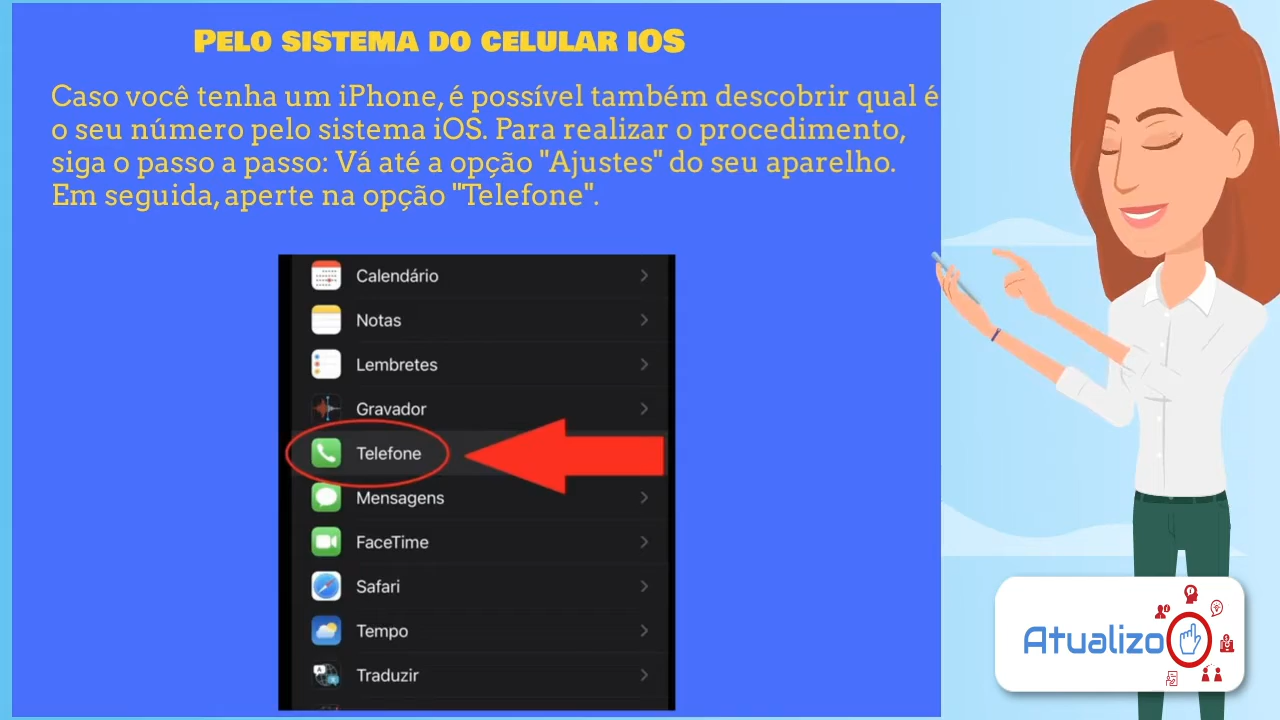 Pelo sistema do celular iOS
Caso você tenha um iPhone, é possível também descobrir qual é
o seu número pelo sistema iOS. Para realizar o procedimento,
siga o passo a passo: Vá até a opção "Ajustes" do seu aparelho.
Em seguida, aperte na opção "Telefone".
Calendário
Notas
Lembretes
Gravador
Telefone
Mensagens
FaceTime
Safari
Tempo
Traduzir
Atualizo